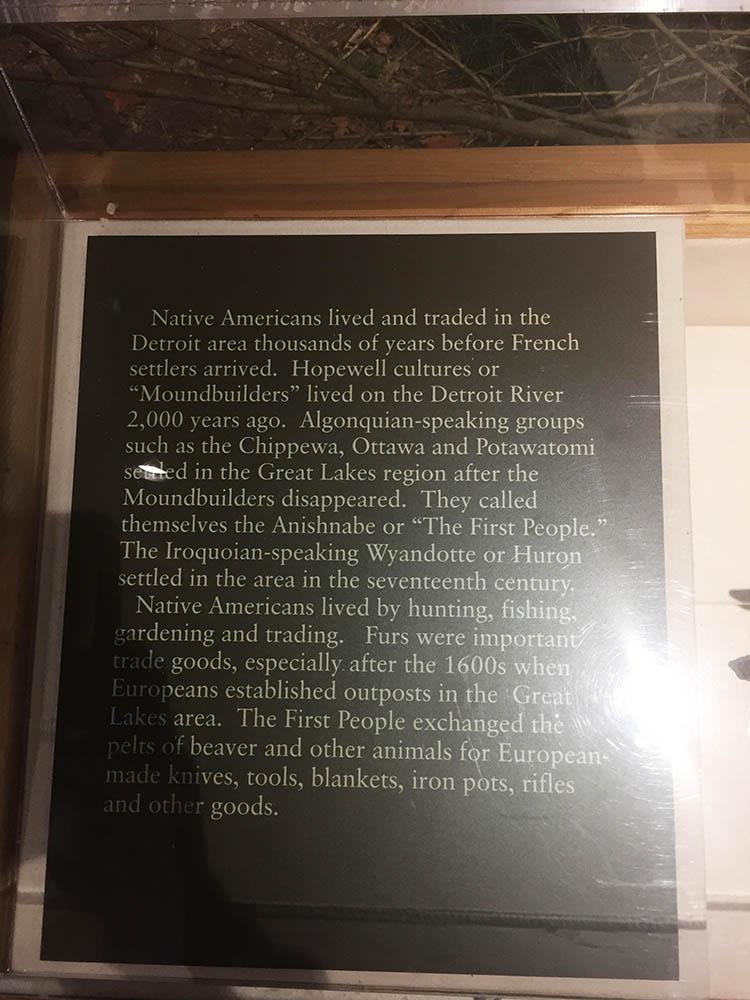 Native Americans lived and traded in the
Detroit area thousands of years before French
settlers arrived. Hopewell cultures or
“Moundbuilders” lived on the Detroit River
2,000 years ago. Algonquian-speaking groups
such as the Chippewa, Ottawa and Potawatomi
settled in the Great Lakes region after the
Moundbuilders disappeared. They called
themselves the Anishnabe or “The First People.”
The Iroquoian-speaking Wyandotte or Huron
settled in the area in the seventeenth century.
Native Americans lived by hunting, fishing,
gardening and trading. Furs were important
trade goods, especially after the 1600s when
Europeans established outposts in the Great
Lakes area. The First People exchanged the
pelts of beaver and other animals for European-
made knives, tools, blankets, iron pots, rifles
and other goods.